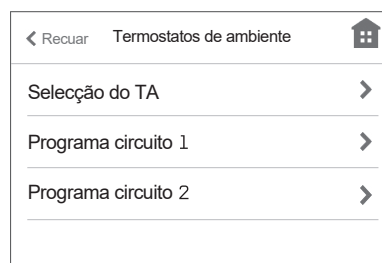 Recuar Termostatos de ambiente
Selecção do TA
Programa circuito 1
Programa circuito 2